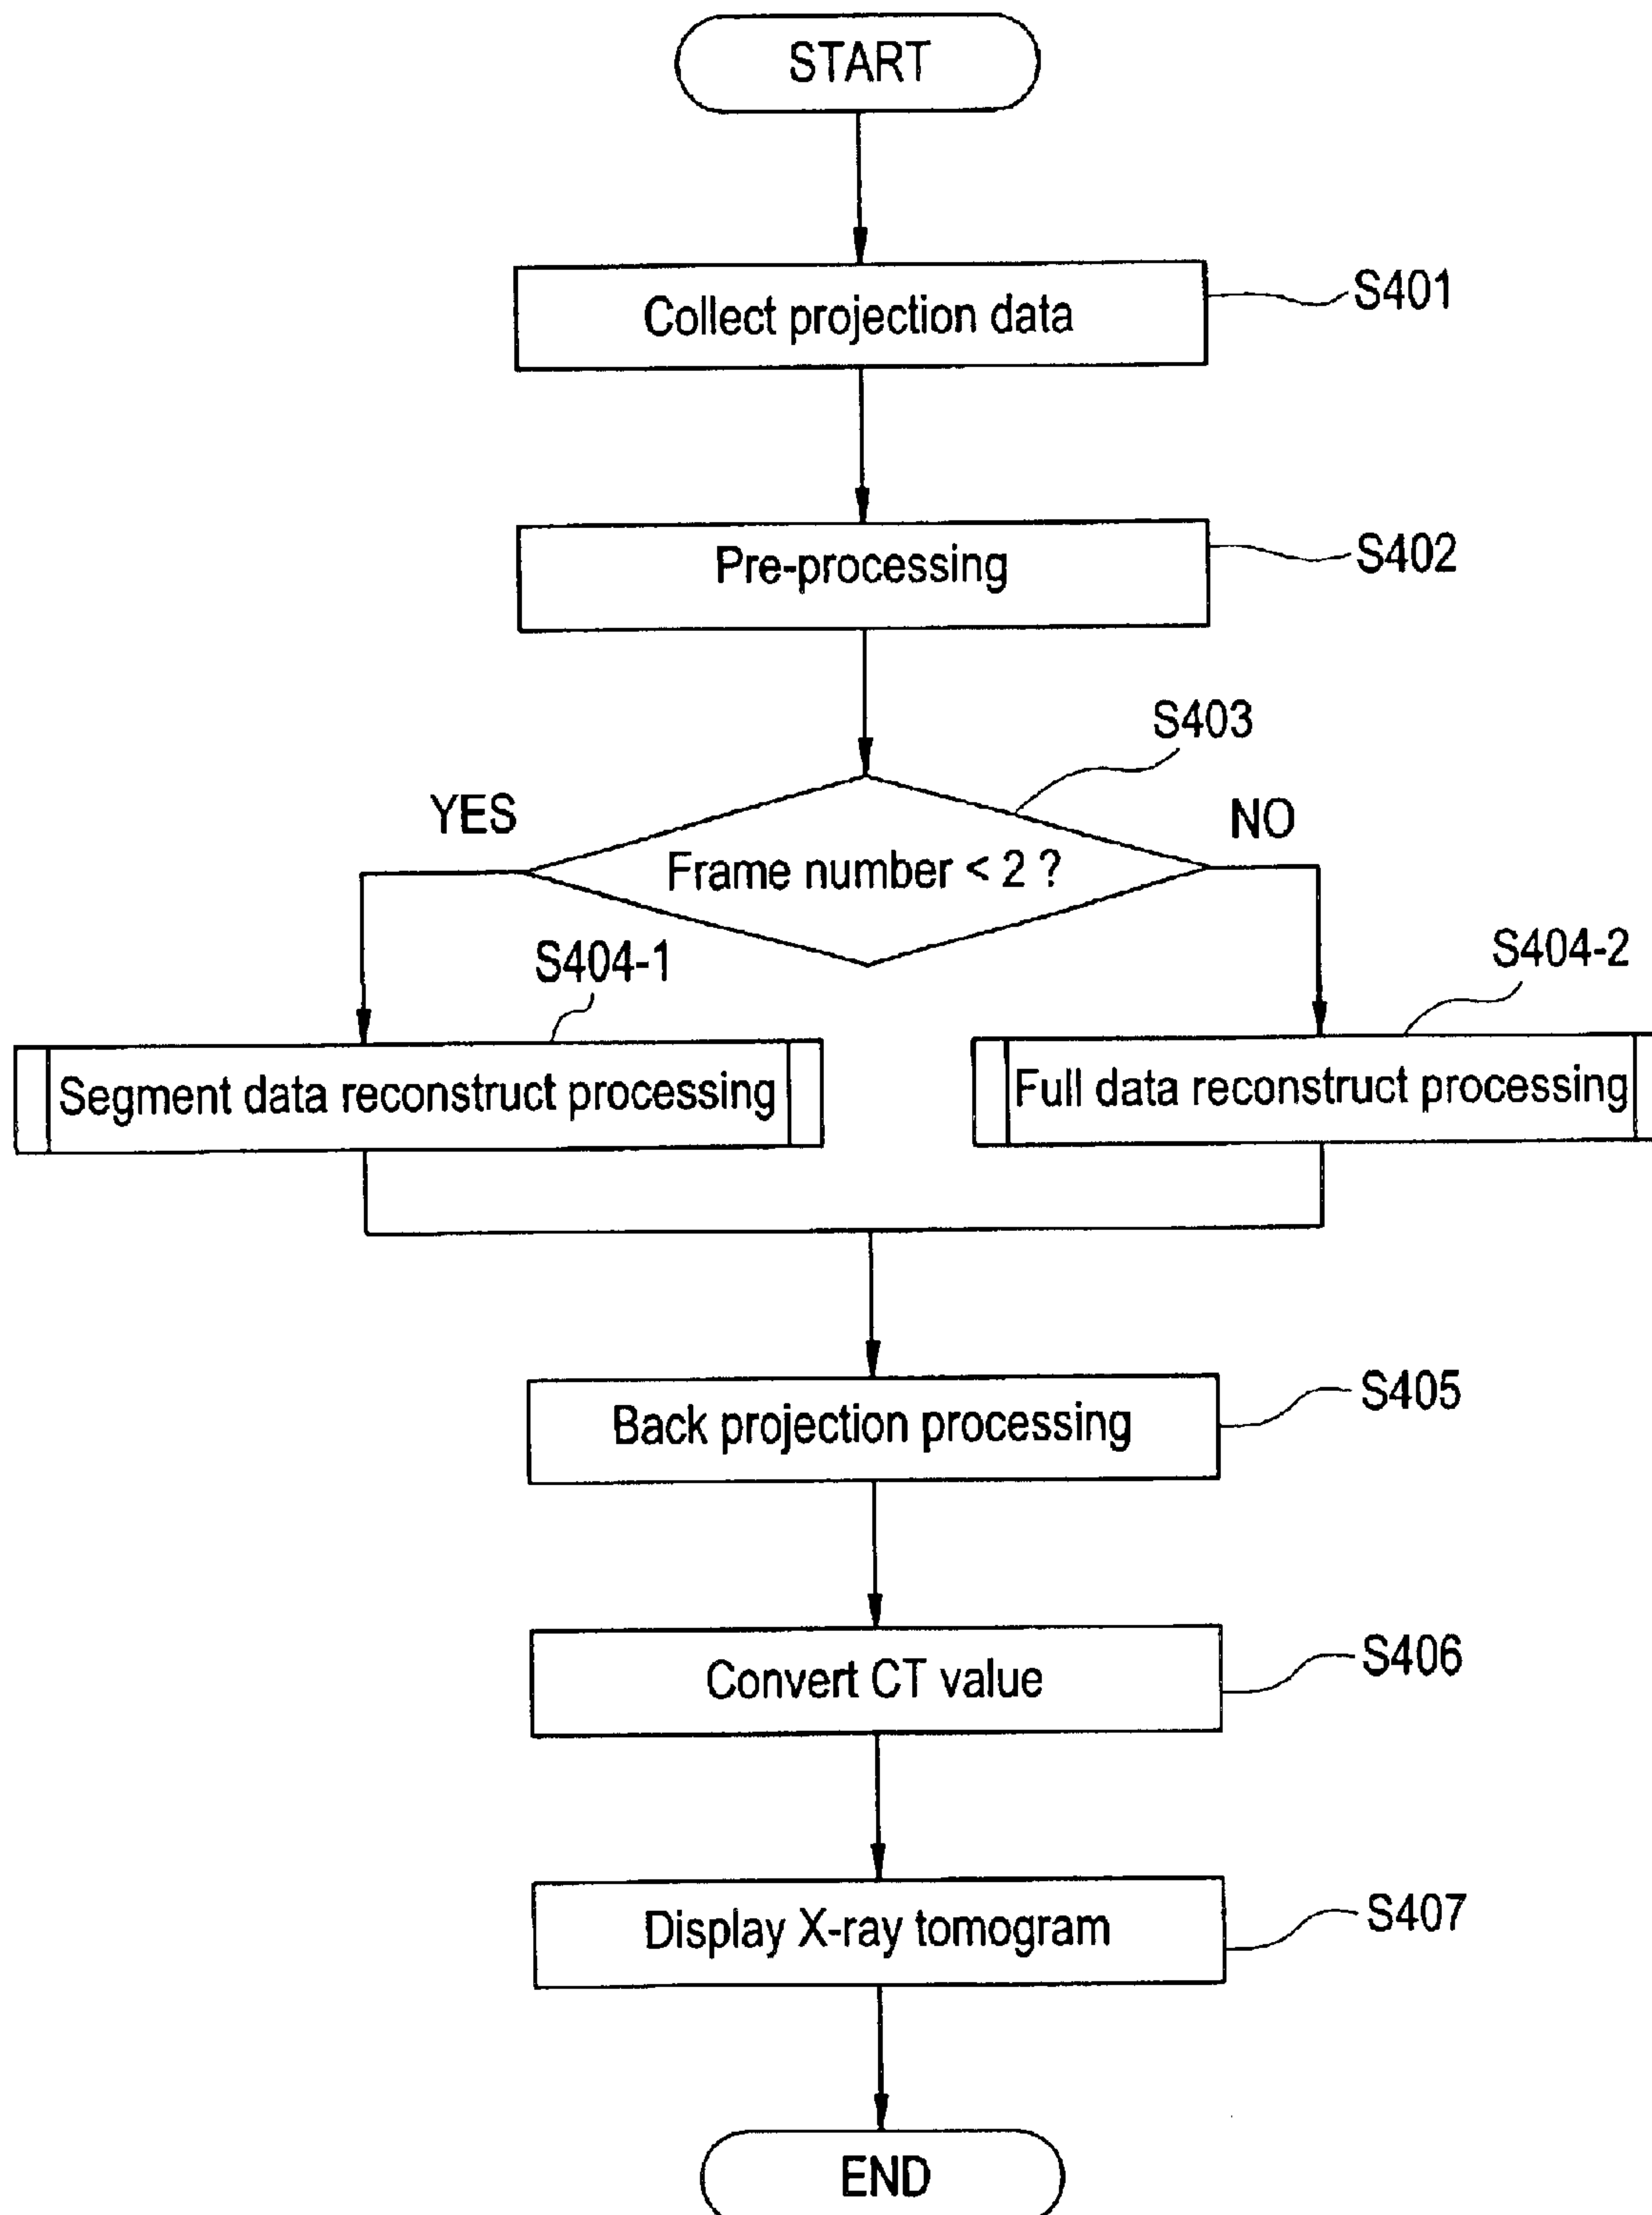 START
Collect projection data
S401
Pre-processing
S402
S403
YES
NO
Frame number < 2 ?
S404-1
S404-2
Segment data reconstruct processing
Full data reconstruct processing
Back projection processing
S405
Convert CT value
S406
Display X-ray tomogram
S407
END